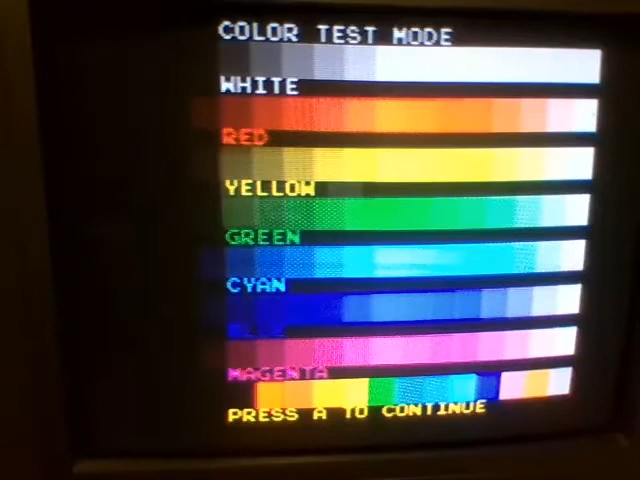 COLOR TEST MODE
WHITE
RED
YELLOW
GREEN
CYAN
MAGENTA
PRESS A TO CONTINUE